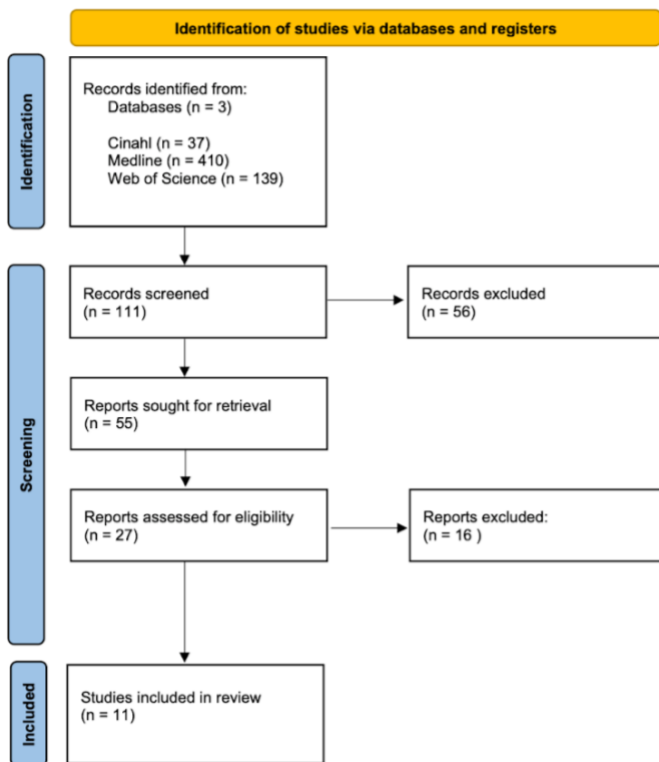 Identification of studies via databases and registers
Identification
Records identified from:
Databases (n = 3)
Cinahl (n = 37)
Medline (n = 410)
Web of Science (n = 139)
Screening
Records screened
(n = 111)
Records excluded
(n = 56)
Reports sought for retrieval
(n = 55)
Reports assessed for eligibility
(n = 27)
Reports excluded:
(n = 16 )
Included
Studies included in review
(n = 11)